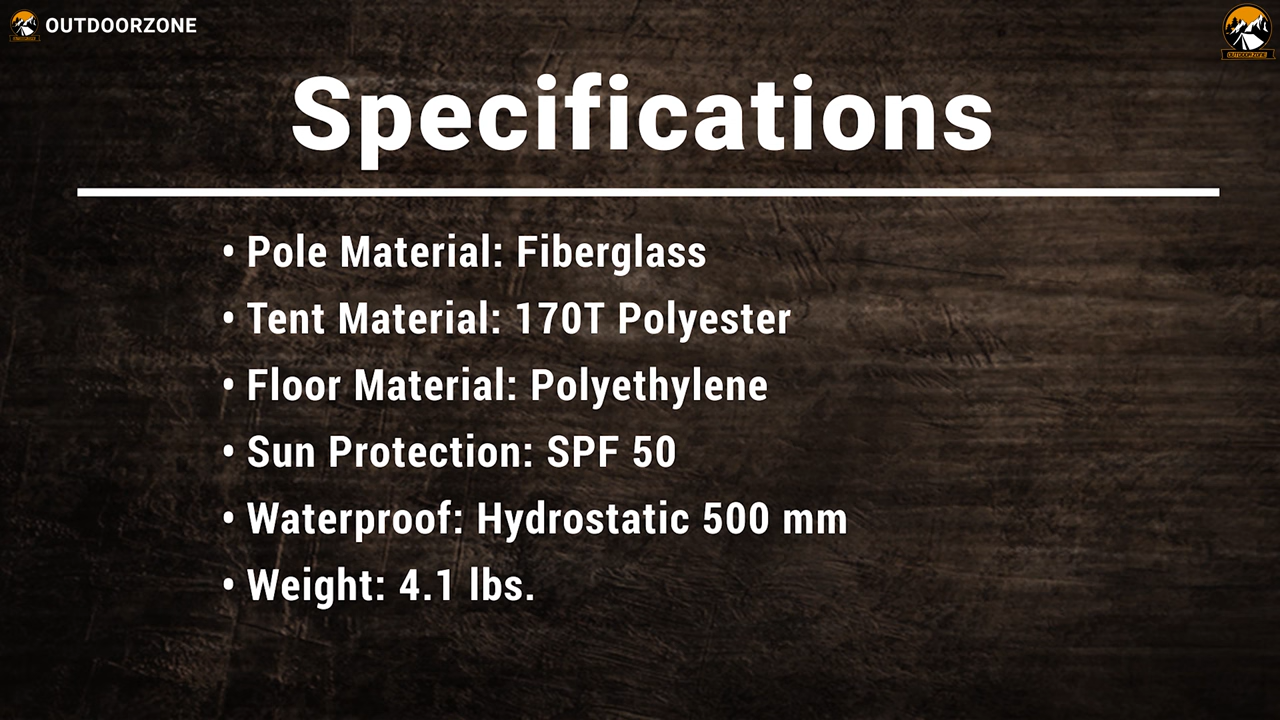 OUTDOORZONE
OUTDOORZONE
Specifications
• Pole Material: Fiberglass
• Tent Material: 170T Polyester
• Floor Material: Polyethylene
• Sun Protection: SPF 50
• Waterproof: Hydrostatic 500 mm
• Weight: 4.1 lbs.